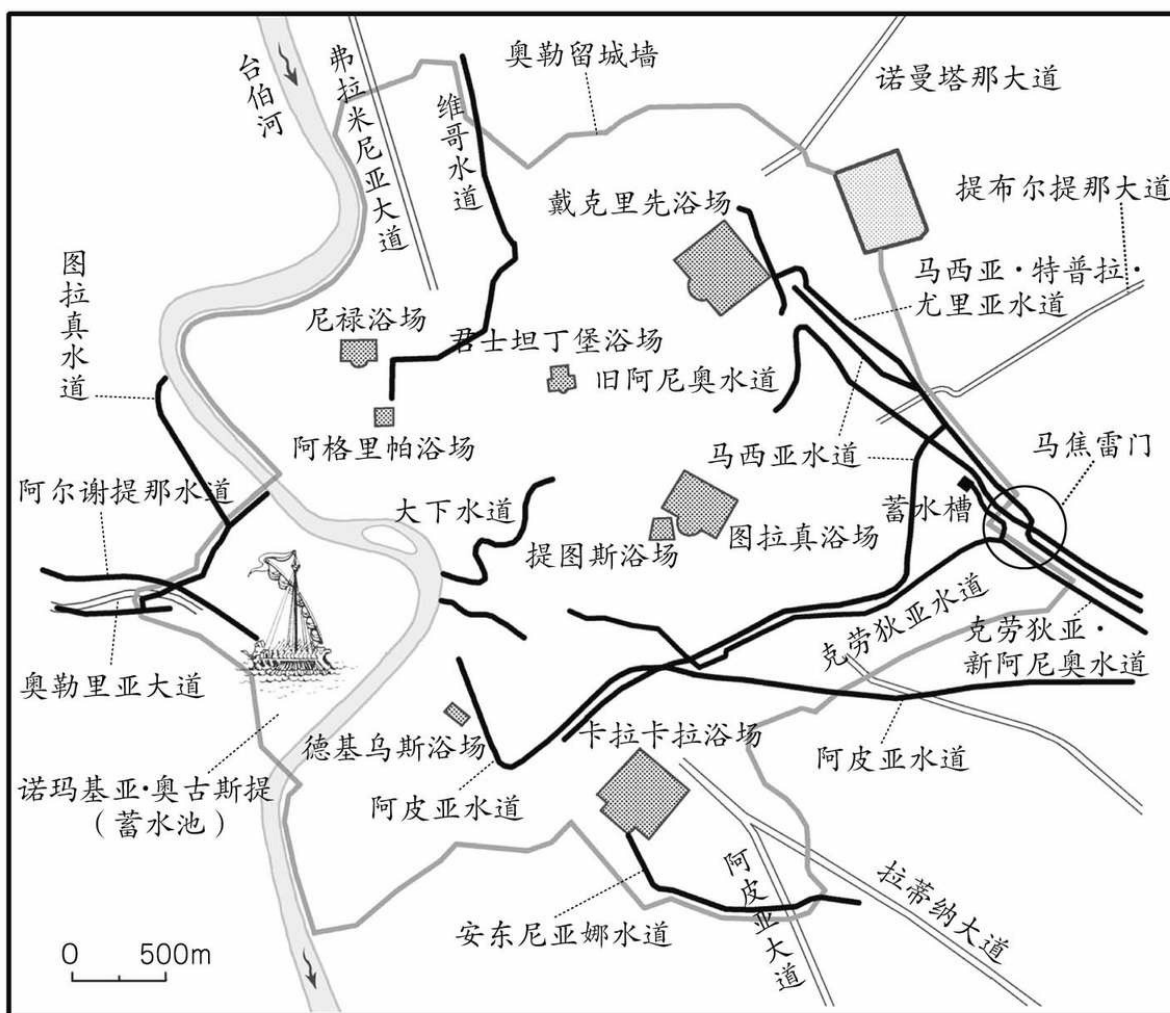 台伯河
弗拉米尼亚大道
维哥水道
奥勒留城墙
诺曼塔那大道
提布尔提那大道
戴克里先浴场
马西亚·特普拉·
尤里亚水道
图拉真水道
尼禄浴场
君士坦丁堡浴场
旧阿尼奥水道
阿格里帕浴场
马西亚水道
马焦雷门
阿尔谢提那水道
大下水道
蓄水槽
提图斯浴场
图拉真浴场
克劳狄亚水道
克劳狄亚·
新阿尼奥水道
奥勒里亚大道
德基乌斯浴场
卡拉卡拉浴场
阿皮亚水道
诺玛基亚·奥古斯提
(蓄水池)
阿皮亚水道
安东尼亚娜水道
阿皮亚大道
拉蒂纳大道
0 500m